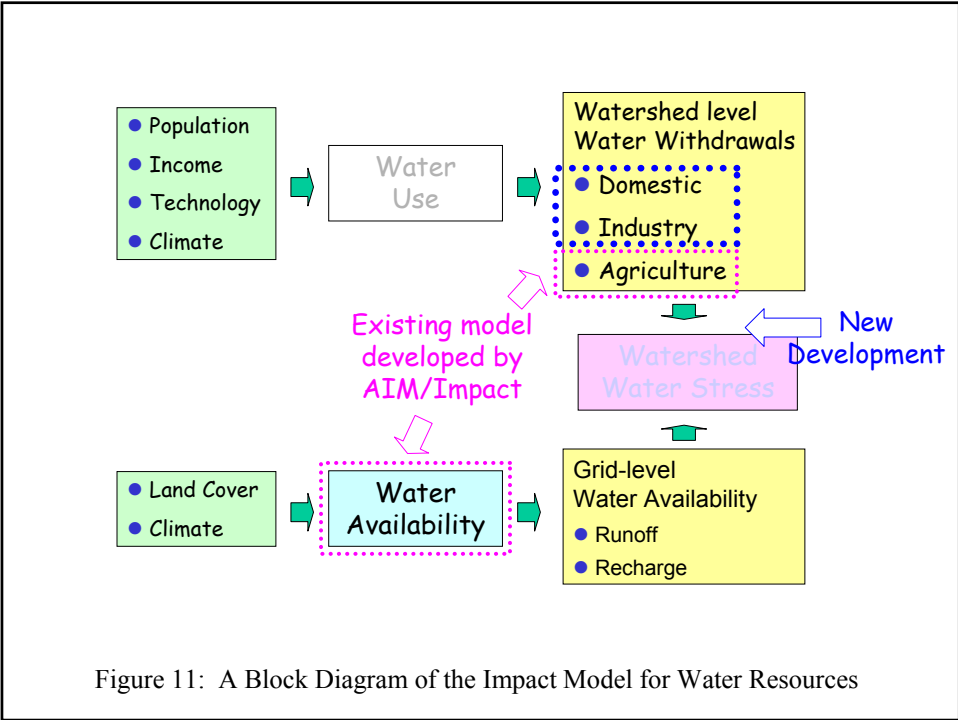 ● Population
● Income
● Technology
● Climate
Water
Use
Watershed level
Water Withdrawals
● Domestic
● Industry
● Agriculture
Existing model
developed by
AIM/Impact
New
Development
Watershed
Water Stress
● Land Cover
● Climate
Water
Availability
Grid-level
Water Availability
● Runoff
● Recharge
Figure 11: A Block Diagram of the Impact Model for Water Resources